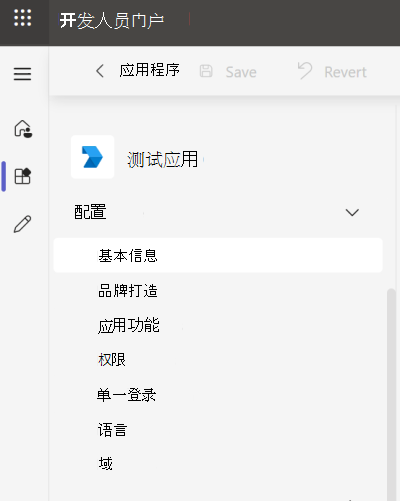 开发人员门户
应用程序 Save Revert
测试应用
配置
基本信息
品牌打造
应用功能
权限
单一登录
语言
域